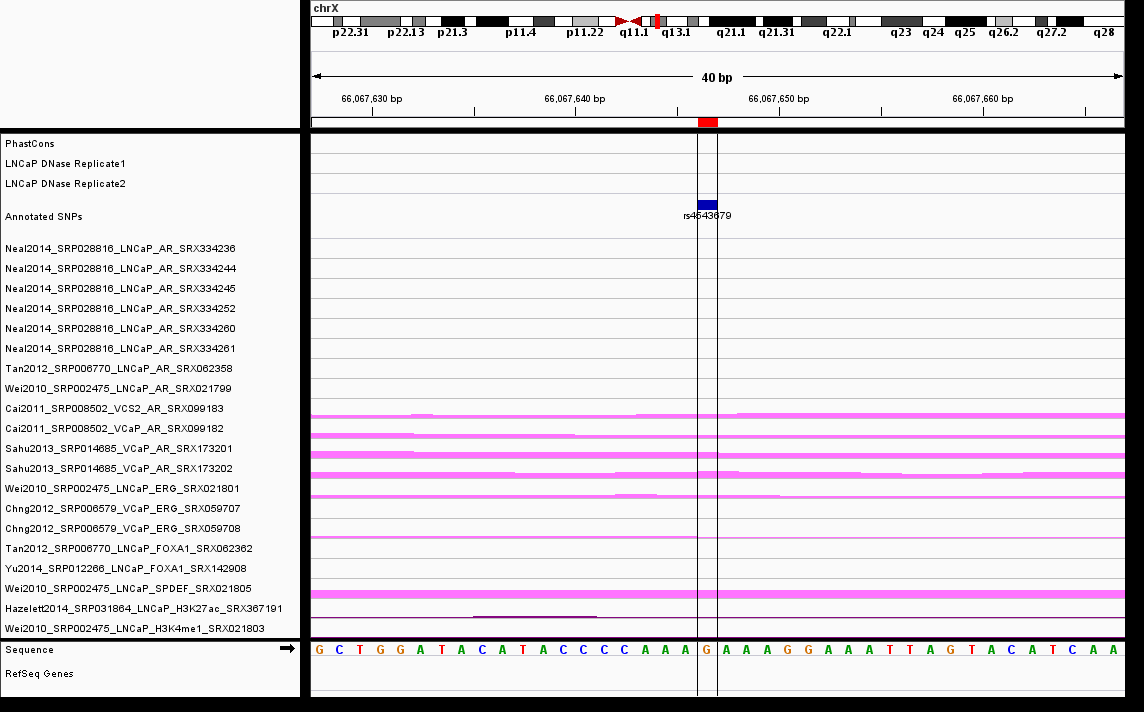 chrX
p22.31 p22.13 p21.3 p11.4 p11.22 q11.1 q13.1 q21.1 q21.31 q22.1 q23 q24 q25 q26.2 q27.2 q28
40 bp
66,067,630 bp 66,067,640 bp 66,067,650 bp 66,067,660 bp
PhastCons
LNCaP DNase Replicate1
LNCaP DNase Replicate2
Annotated SNPs
rs4643679
Neal2014_SRP028816_LNCaP_AR_SRX334236
Neal2014_SRP028816_LNCaP_AR_SRX334244
Neal2014_SRP028816_LNCaP_AR_SRX334245
Neal2014_SRP028816_LNCaP_AR_SRX334252
Neal2014_SRP028816_LNCaP_AR_SRX334260
Neal2014_SRP028816_LNCaP_AR_SRX334261
Tan2012_SRP006770_LNCaP_AR_SRX062358
Wei2010_SRP002475_LNCaP_AR_SRX021799
Cai2011_SRP008502_VCS2_AR_SRX099183
Cai2011_SRP008502_VCaP_AR_SRX099182
Sahu2013_SRP014685_VCaP_AR_SRX173201
Sahu2013_SRP014685_VCaP_AR_SRX173202
Wei2010_SRP002475_LNCaP_ERG_SRX021801
Chng2012_SRP006579_VCaP_ERG_SRX059707
Chng2012_SRP006579_VCaP_ERG_SRX059708
Tan2012_SRP006770_LNCaP_FOXA1_SRX062362
Yu2014_SRP012266_LNCaP_FOXA1_SRX142908
Wei2010_SRP002475_LNCaP_SPDEF_SRX021805
Hazelett2014_SRP031864_LNCaP_H3K27ac_SRX367191
Wei2010_SRP002475_LNCaP_H3K4me1_SRX021803
Sequence G C T G G A T A C A T A C C C C A A A G A A A G G A A A T T A G T A C A T C A A
RefSeq Genes